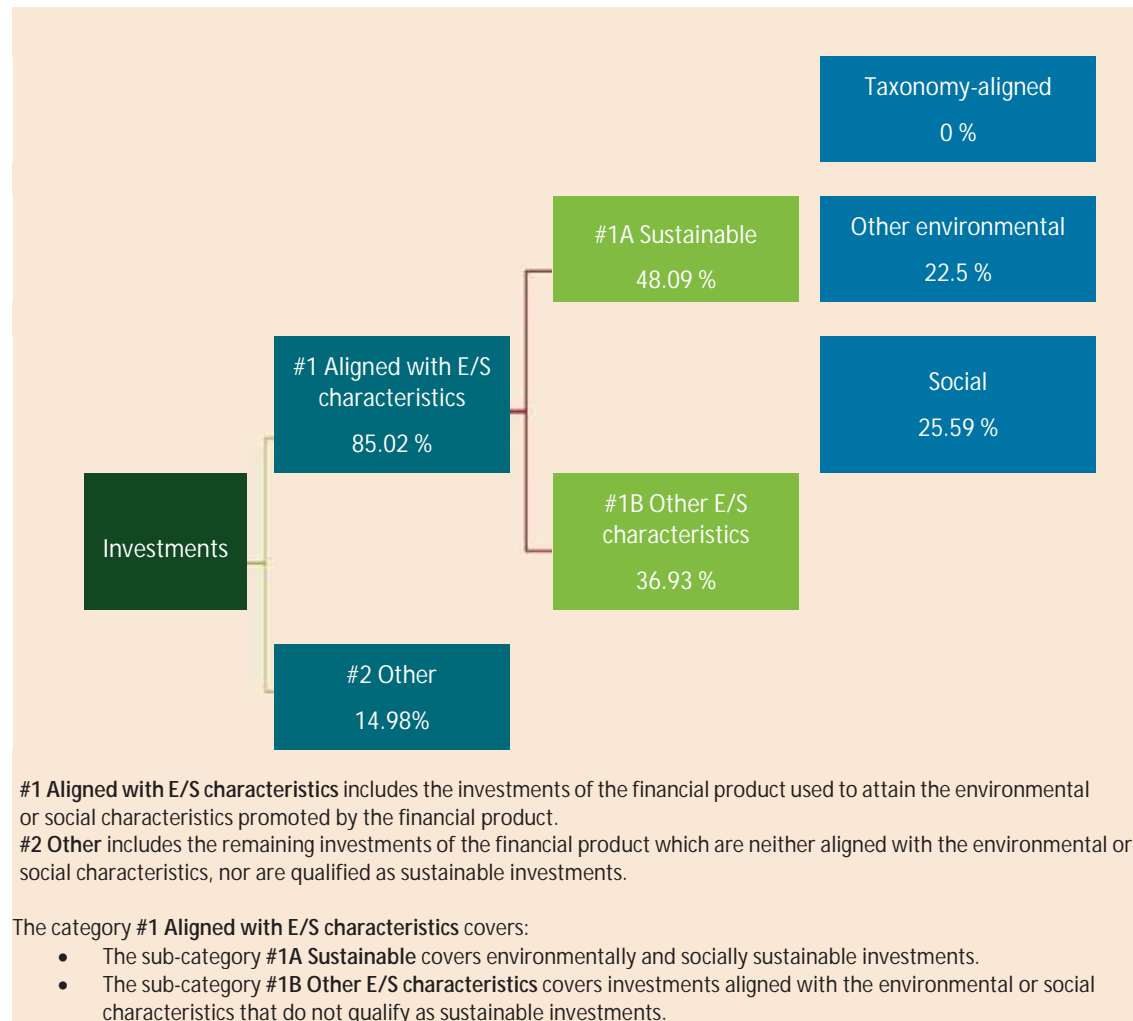 Taxonomy-aligned
0 %
#1A Sustainable
48.09 %
Other environmental
22.5 %
#1 Aligned with E/S
characteristics
85.02 %
Social
25.59 %
Investments
#1B Other E/S
characteristics
36.93 %
#2 Other
14.98%
#1 Aligned with E/S characteristics includes the investments of the financial product used to attain the environmental
or social characteristics promoted by the financial product.
#2 Other includes the remaining investments of the financial product which are neither aligned with the environmental or
social characteristics, nor are qualified as sustainable investments.
The category #1 Aligned with E/S characteristics covers:
• The sub-category #1A Sustainable covers environmentally and socially sustainable investments.
• The sub-category #1B Other E/S characteristics covers investments aligned with the environmental or social
characteristics that do not qualify as sustainable investments.